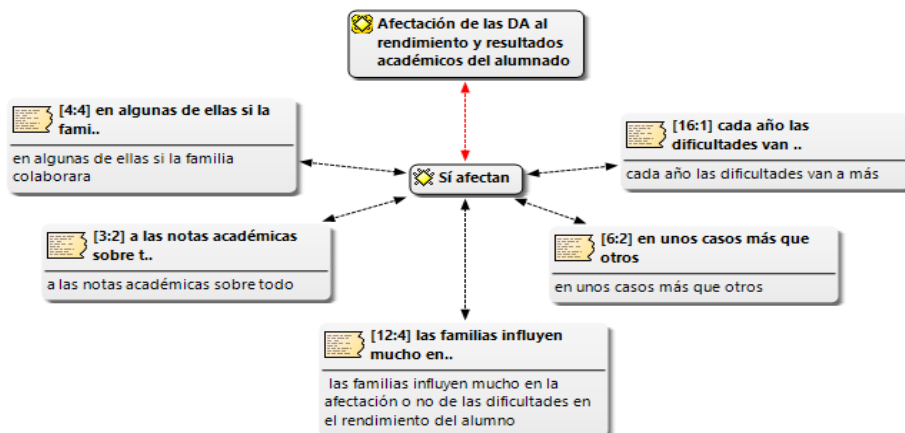 Afectación de las DA al
rendimiento y resultados
académicos del alumnado
[4:4] en algunas de ellas si la
fami..
en algunas de ellas si la familia
colaborara
[16:1] cada año las
dificultades van ..
cada año las dificultades van a más
Sí afectan
[3:2] a las notas académicas
sobre t..
a las notas académicas sobre todo
[6:2] en unos casos más que
otros
en unos casos más que otros
[12:4] las familias influyen
mucho en..
las familias influyen mucho en la
afectación o no de las dificultades en
el rendimiento del alumno